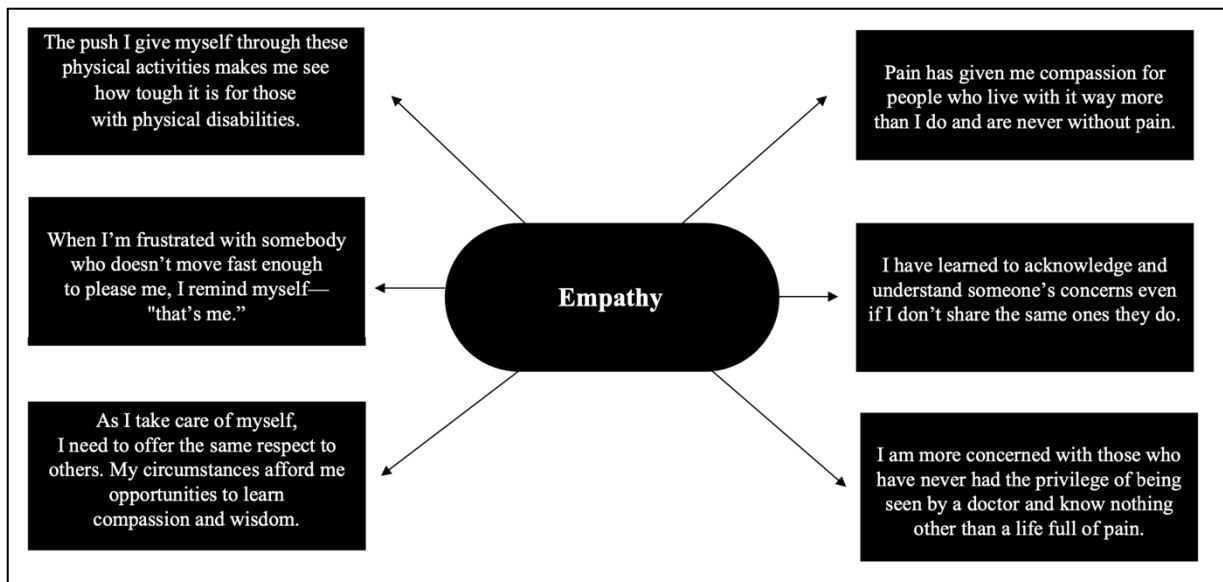 The push I give myself through these
physical activities makes me see
how tough it is for those
with physical disabilities.
When I’m frustrated with somebody
who doesn’t move fast enough
to please me, I remind myself—
"that’s me.”
As I take care of myself,
I need to offer the same respect to
others. My circumstances afford me
opportunities to learn
compassion and wisdom.
Empathy
Pain has given me compassion for
people who live with it way more
than I do and are never without pain.
I have learned to acknowledge and
understand someone’s concerns even
if I don’t share the same ones they do.
I am more concerned with those who
have never had the privilege of being
seen by a doctor and know nothing
other than a life full of pain.